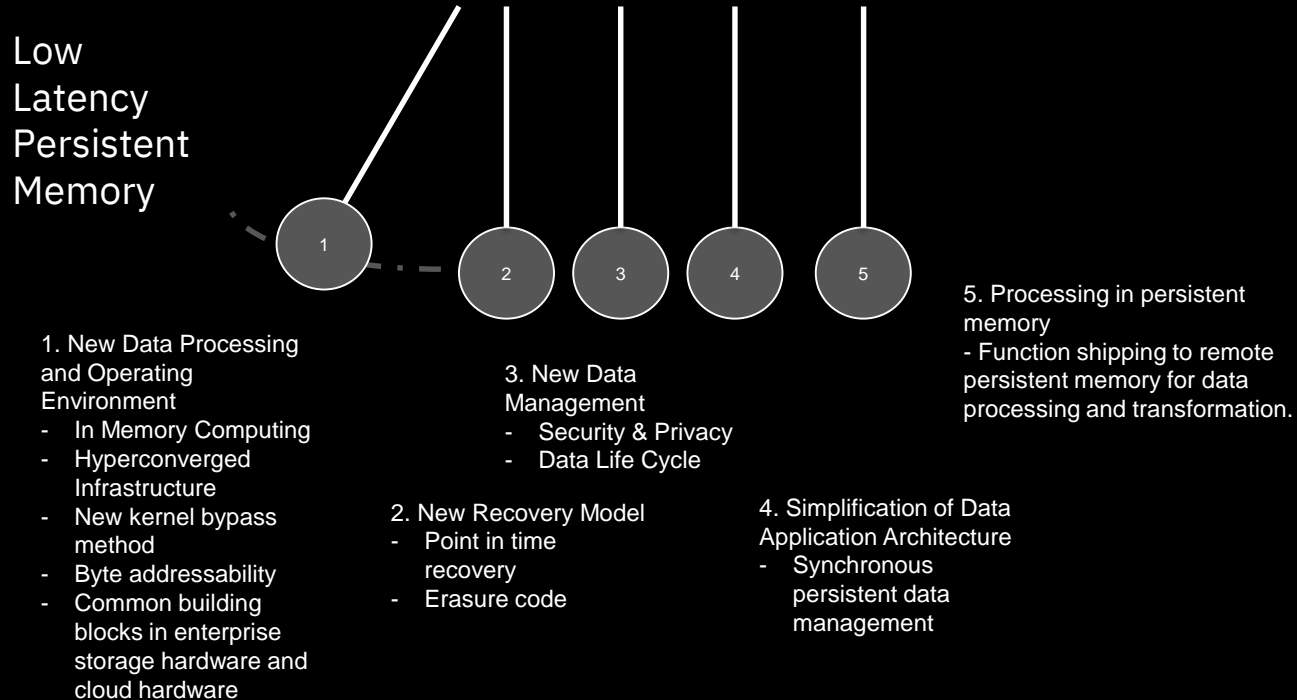 Low
Latency
Persistent
Memory
1
2
3
4
5
1. New Data Processing
and Operating
Environment
- In Memory Computing
- Hyperconverged
Infrastructure
- New kernel bypass
method
- Byte addressability
- Common building
blocks in enterprise
storage hardware and
cloud hardware
2. New Recovery Model
- Point in time
recovery
- Erasure code
3. New Data
Management
- Security & Privacy
- Data Life Cycle
4. Simplification of Data
Application Architecture
- Synchronous
persistent data
management
5. Processing in persistent
memory
- Function shipping to remote
persistent memory for data
processing and transformation.